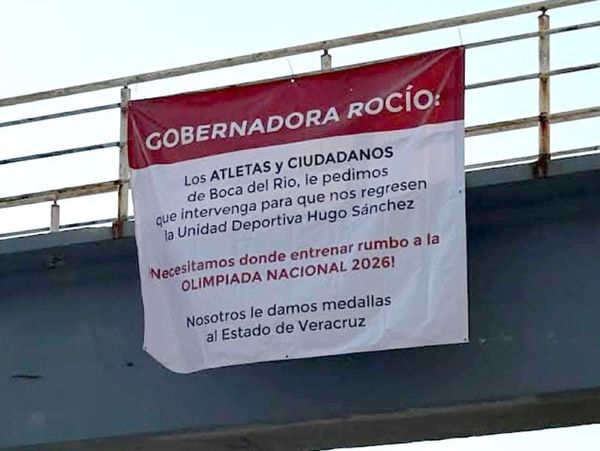 GOBERNADORA ROCÍO:
Los ATLETAS y CIUDADANOS
de Boca del Rio, le pedimos
que intervenga para que nos regresen
la Unidad Deportiva Hugo Sánchez
¡Necesitamos donde entrenar rumbo a la
OLIMPIADA NACIONAL 2026!
Nosotros le damos medallas
al Estado de Veracruz